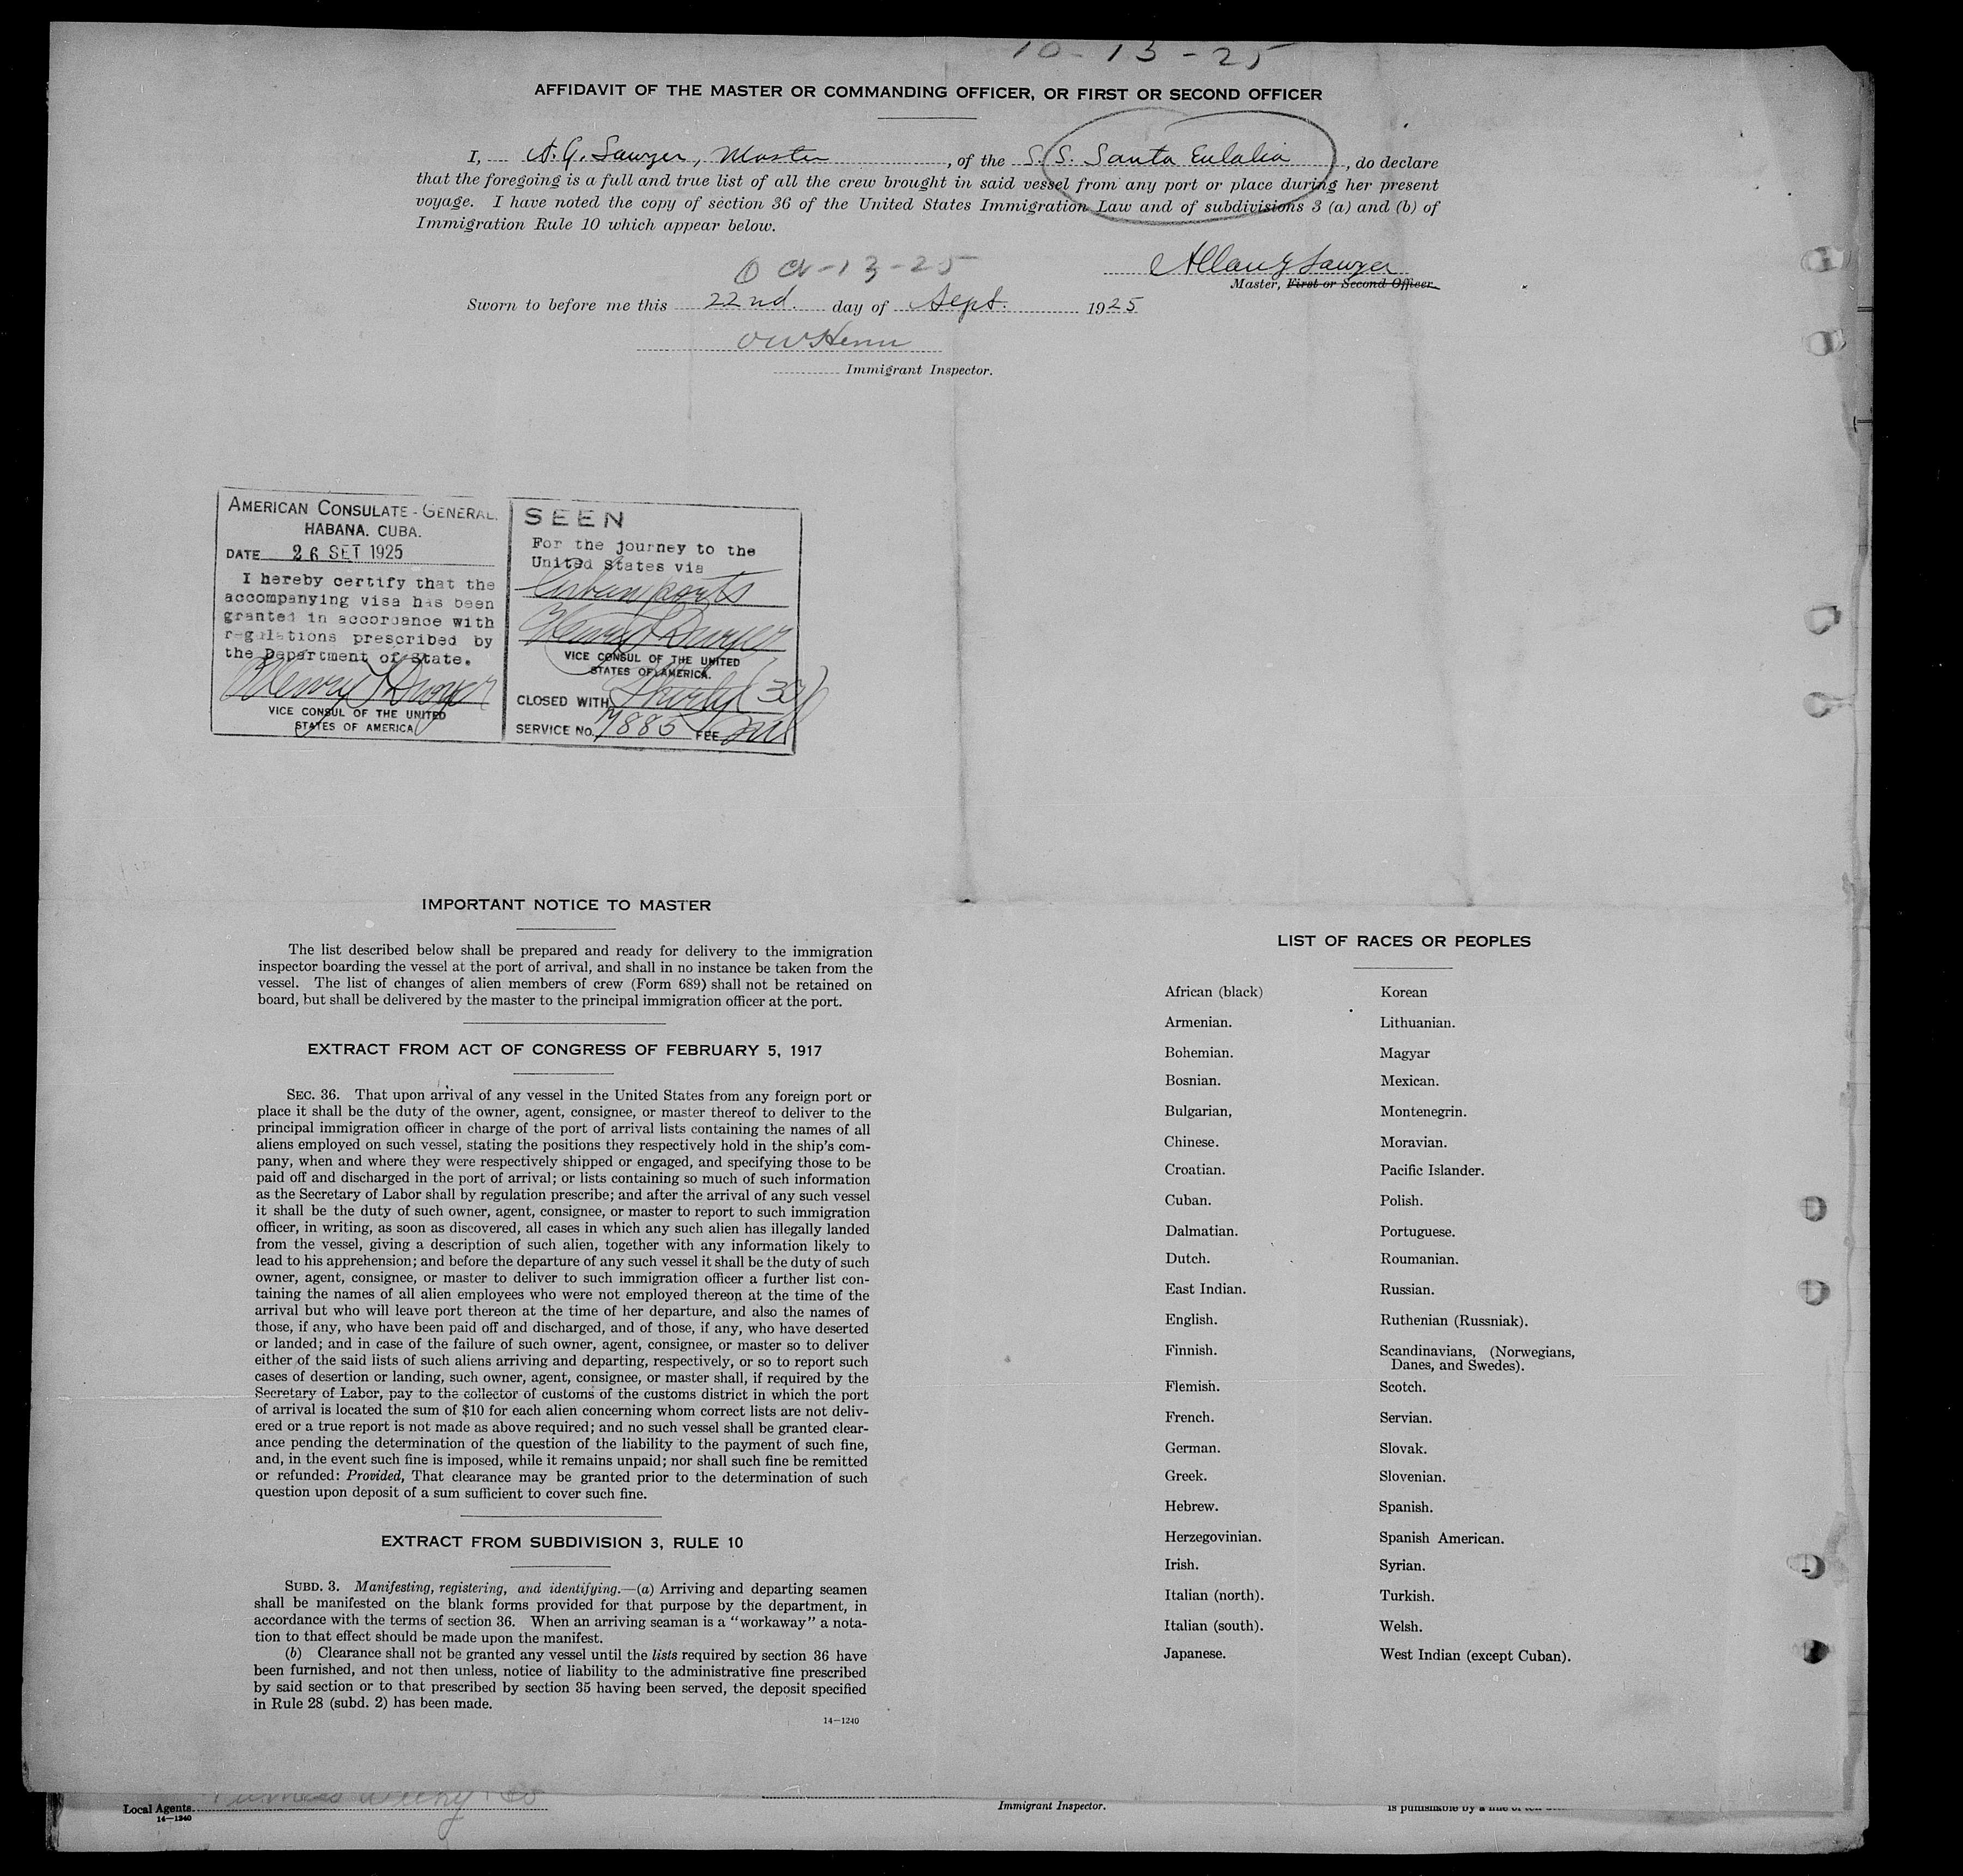 10-13-25
AFFIDAVIT OF THE MASTER OR COMMANDING OFFICER, OR FIRST OR SECOND OFFICER
I, A. G. Sawyer, Master, of the S. S. Santa Eulalia, do declare
that the foregoing is a full and true list of all the crew brought in said vessel from any port or place during her present
voyage. I have noted the copy of section 36 of the United States Immigration Law and of subdivisions 3 (a) and (b) of
Immigration Rule 10 which appear below.
Oct-13-25
Allan G Sawyer
Master, First or Second Officer.
Sworn to before me this 22nd. day of Sept. 1925
Immigrant Inspector.
AMERICAN CONSULATE-GENERAL.
HABANA. CUBA.
DATE 26 SET 1925
I hereby certify that the
accompanying visa has been
granted in accordance with
regulations prescribed by
the Department of State.
VICE CONSUL OF THE UNITED
STATES OF AMERICA
SEEN
For the journey to the
United States via
Cuban ports
VICE CONSUL OF THE UNITED
STATES OF AMERICA.
CLOSED WITH Thirty (30)
SERVICE NO. 7885 FEE nil
IMPORTANT NOTICE TO MASTER
The list described below shall be prepared and ready for delivery to the immigration
inspector boarding the vessel at the port of arrival, and shall in no instance be taken from the
vessel. The list of changes of alien members of crew (Form 689) shall not be retained on
board, but shall be delivered by the master to the principal immigration officer at the port.
EXTRACT FROM ACT OF CONGRESS OF FEBRUARY 5, 1917
SEC. 36. That upon arrival of any vessel in the United States from any foreign port or
place it shall be the duty of the owner, agent, consignee, or master thereof to deliver to the
principal immigration officer in charge of the port of arrival lists containing the names of all
aliens employed on such vessel, stating the positions they respectively hold in the ship's com-
pany, when and where they were respectively shipped or engaged, and specifying those to be
paid off and discharged in the port of arrival; or lists containing so much of such information
as the Secretary of Labor shall by regulation prescribe; and after the arrival of any such vessel
it shall be the duty of such owner, agent, consignee, or master to report to such immigration
officer, in writing, as soon as discovered, all cases in which any such alien has illegally landed
from the vessel, giving a description of such alien, together with any information likely to
lead to his apprehension; and before the departure of any such vessel it shall be the duty of such
owner, agent, consignee, or master to deliver to such immigration officer a further list con-
taining the names of all alien employees who were not employed thereon at the time of the
arrival but who will leave port thereon at the time of her departure, and also the names of
those, if any, who have been paid off and discharged, and of those, if any, who have deserted
or landed; and in case of the failure of such owner, agent, consignee, or master so to deliver
either of the said lists of such aliens arriving and departing, respectively, or so to report such
cases of desertion or landing, such owner, agent, consignee, or master shall, if required by the
Secretary of Labor, pay to the collector of customs of the customs district in which the port
of arrival is located the sum of $10 for each alien concerning whom correct lists are not deliv-
ered or a true report is not made as above required; and no such vessel shall be granted clear-
ance pending the determination of the question of the liability to the payment of such fine,
and, in the event such fine is imposed, while it remains unpaid; nor shall such fine be remitted
or refunded: Provided, That clearance may be granted prior to the determination of such
question upon deposit of a sum sufficient to cover such fine.
EXTRACT FROM SUBDIVISION 3, RULE 10
SUBD. 3. Manifesting, registering, and identifying.—(a) Arriving and departing seamen
shall be manifested on the blank forms provided for that purpose by the department, in
accordance with the terms of section 36. When an arriving seaman is a "workaway" a nota-
tion to that effect should be made upon the manifest.
(b) Clearance shall not be granted any vessel until the lists required by section 36 have
been furnished, and not then unless, notice of liability to the administrative fine prescribed
by said section or to that prescribed by section 35 having been served, the deposit specified
in Rule 28 (subd. 2) has been made.
14—1240
LIST OF RACES OR PEOPLES
African (black)
Armenian.
Bohemian.
Bosnian.
Bulgarian,
Chinese.
Croatian.
Cuban.
Dalmatian.
Dutch.
East Indian.
English.
Finnish.
Flemish.
French.
German.
Greek.
Hebrew.
Herzegovinian.
Irish.
Italian (north).
Italian (south).
Japanese.
Korean
Lithuanian.
Magyar
Mexican.
Montenegrin.
Moravian.
Pacific Islander.
Polish.
Portuguese.
Roumanian.
Russian.
Ruthenian (Russniak).
Scandinavians, (Norwegians,
Danes, and Swedes).
Scotch.
Servian.
Slovak.
Slovenian.
Spanish.
Spanish American.
Syrian.
Turkish.
Welsh.
West Indian (except Cuban).
Local Agents
14—1240
Immigrant Inspector.
is punishable by a fine of